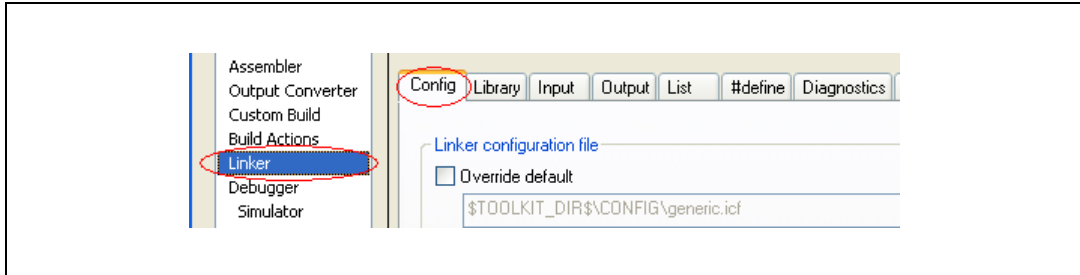 Assembler
Output Converter
Custom Build
Build Actions
Linker
Debugger
Simulator
Config Library Input Output List #define Diagnostics
Linker configuration file
Override default
$TOOLKIT_DIR$\CONFIG\generic.icf